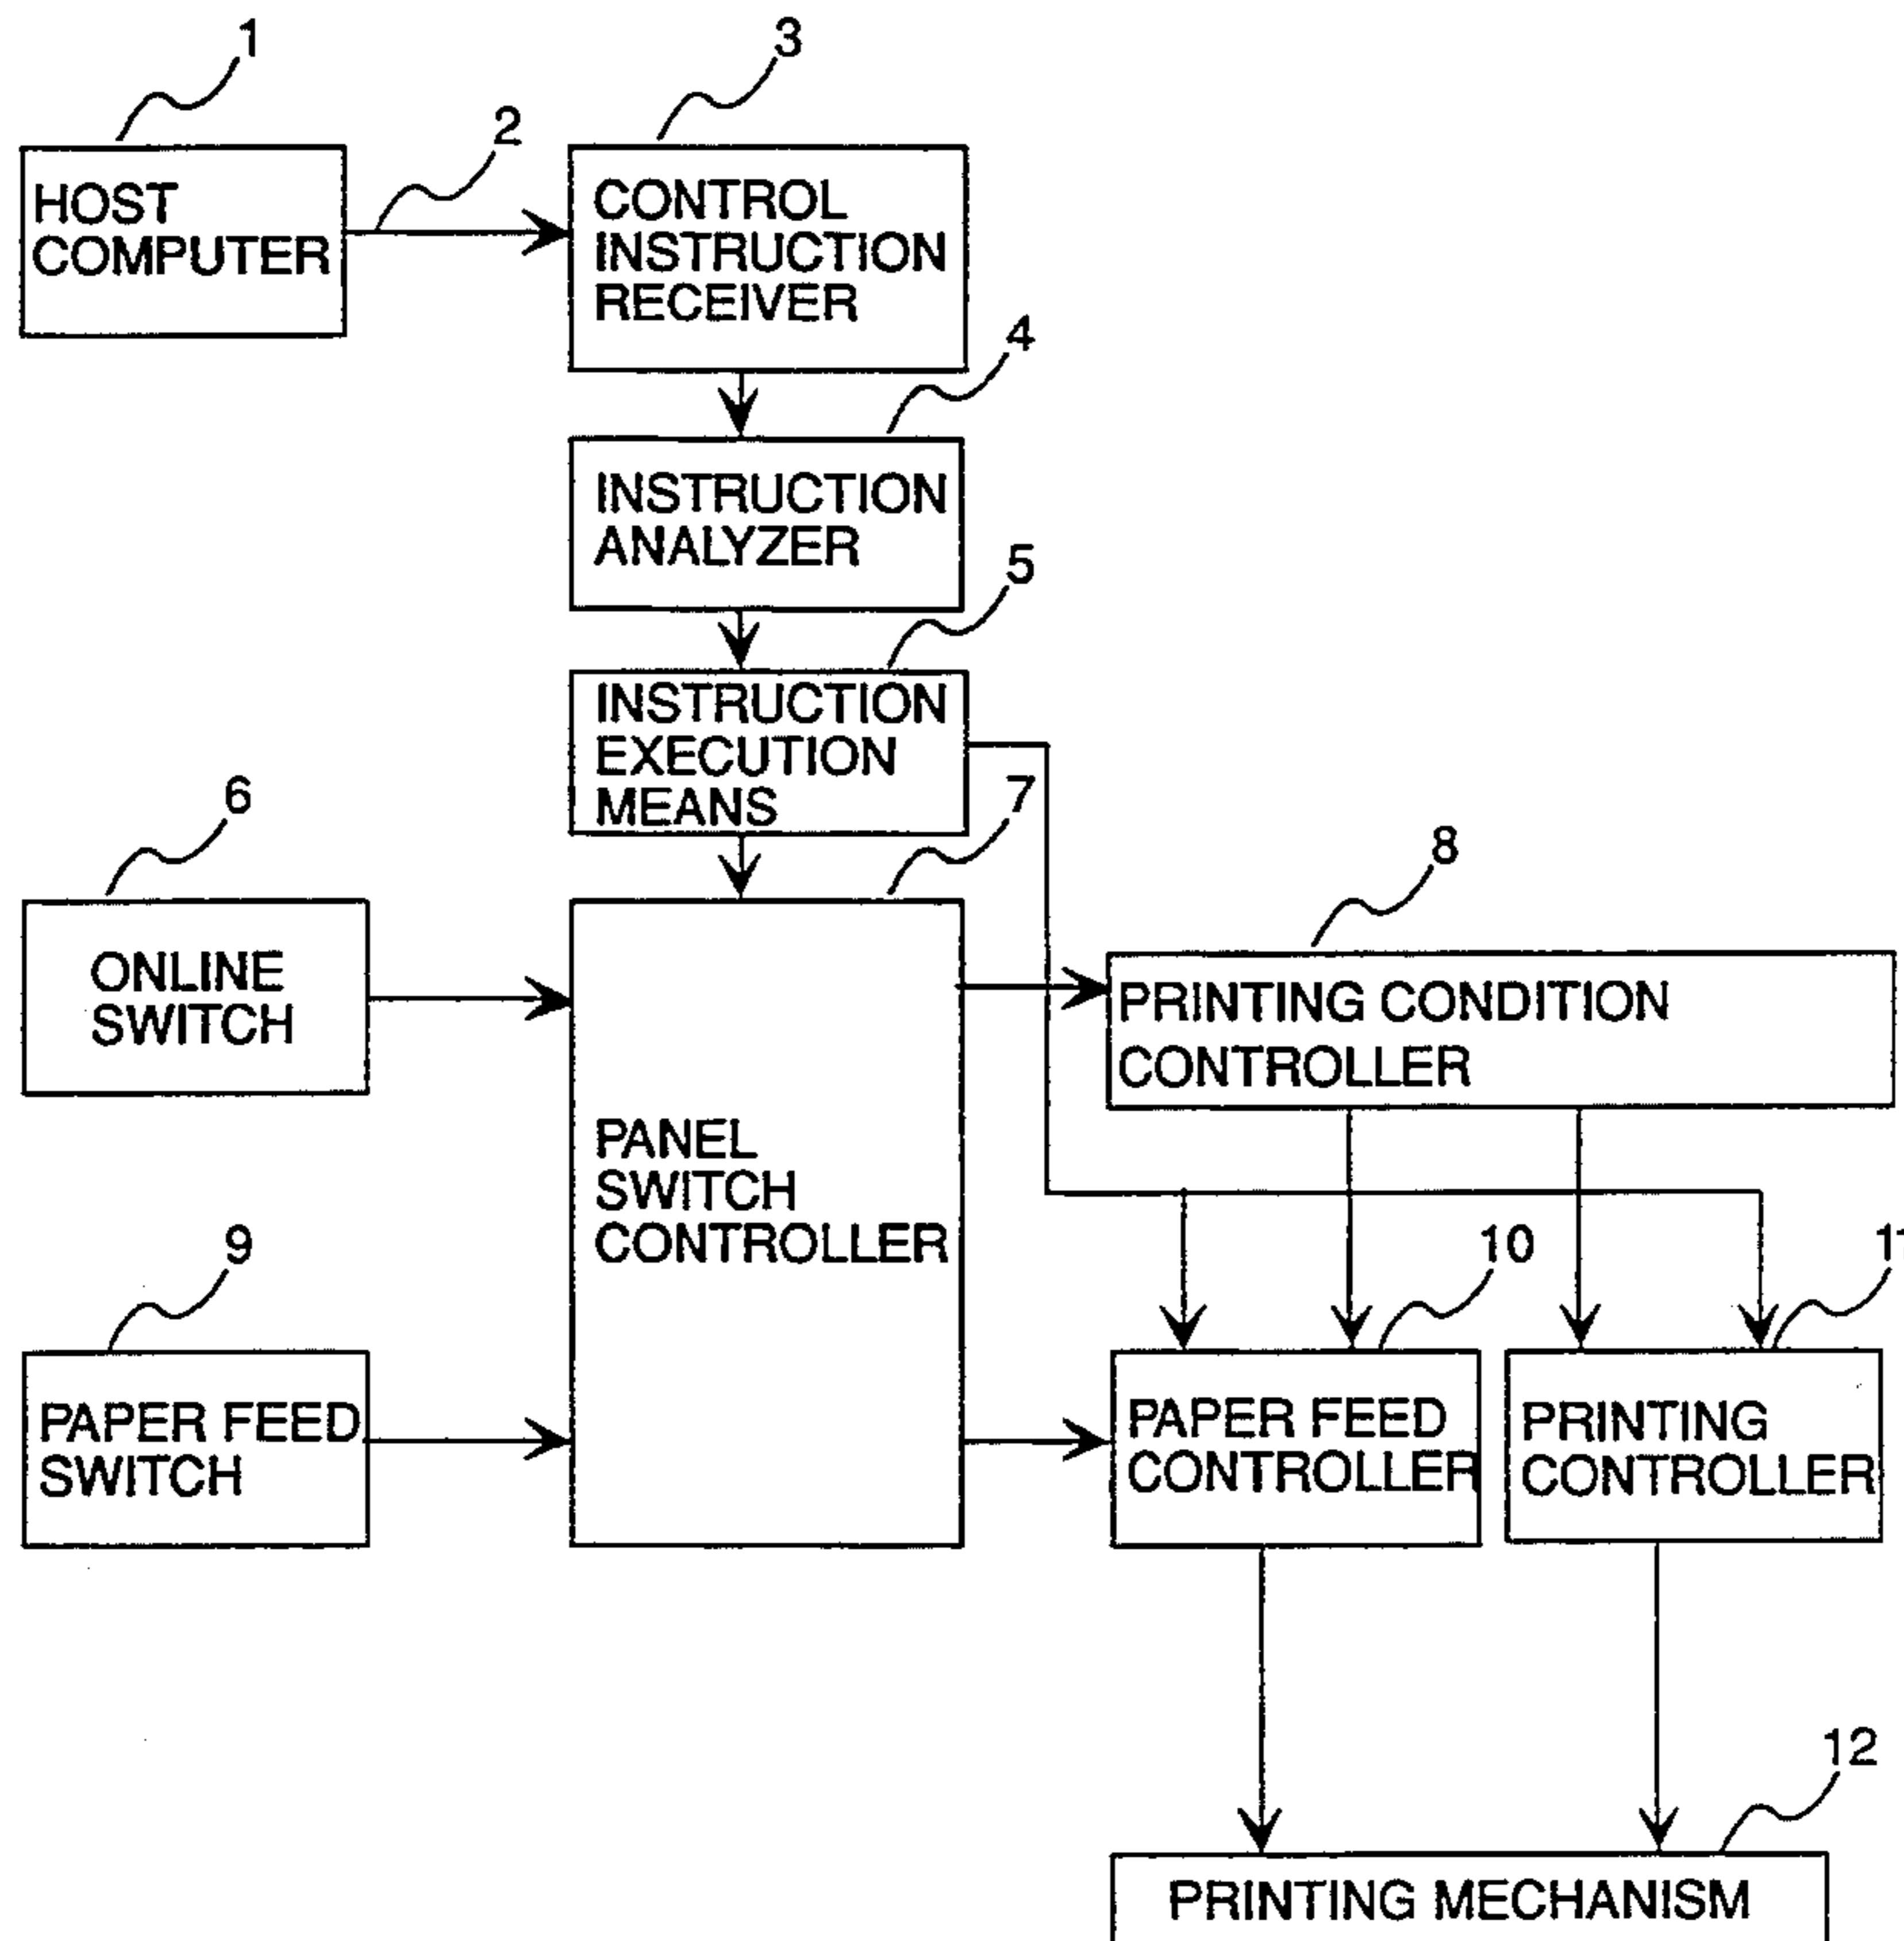 1
2
3
HOST
COMPUTER
CONTROL
INSTRUCTION
RECEIVER
4
INSTRUCTION
ANALYZER
5
INSTRUCTION
EXECUTION
MEANS
6
7
8
ONLINE
SWITCH
PRINTING CONDITION
CONTROLLER
PANEL
SWITCH
CONTROLLER
9
10
PAPER FEED
SWITCH
PAPER FEED
CONTROLLER
PRINTING
CONTROLLER
12
PRINTING MECHANISM